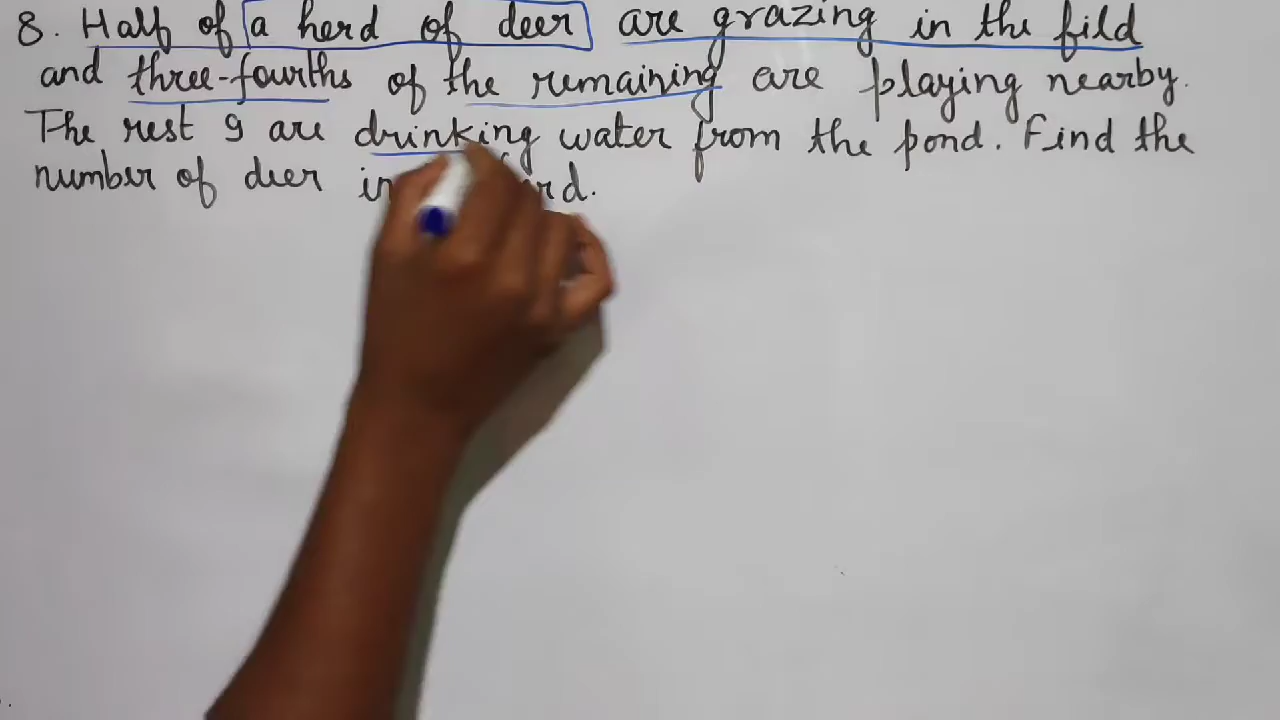 8. Half of a herd of deer are grazing in the fild
and three-fourths of the remaining are playing nearby.
The rest 9 are drinking water from the pond. Find the
number of deer in